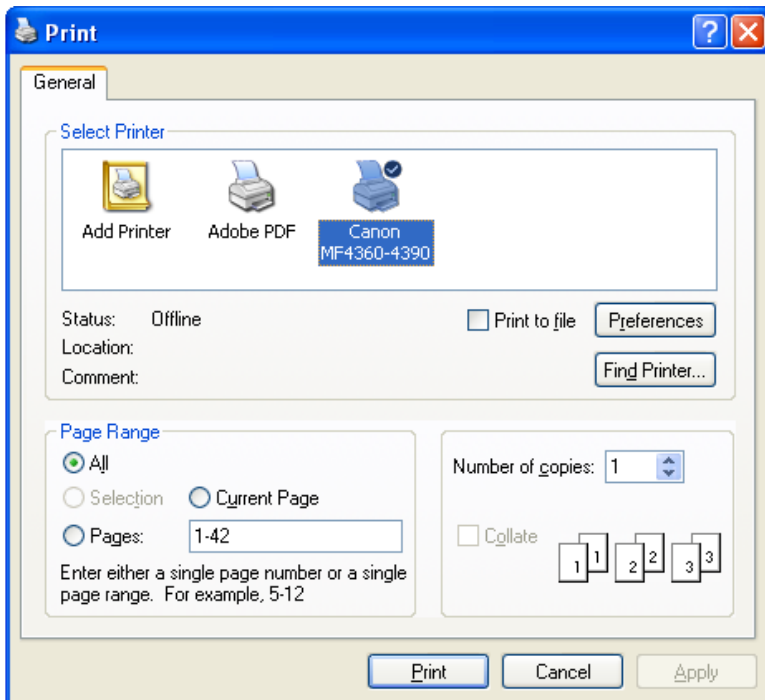 Print
General
Select Printer
Add Printer
Adobe PDF
Canon
MF4360-4390
Status: Offline
Print to file
Preferences
Location:
Comment:
Find Printer...
Page Range
All
Selection
Current Page
Pages: 1-42
Enter either a single page number or a single
page range. For example, 5-12
Number of copies: 1
Collate
1 1 2 2 3 3
Print
Cancel
Apply